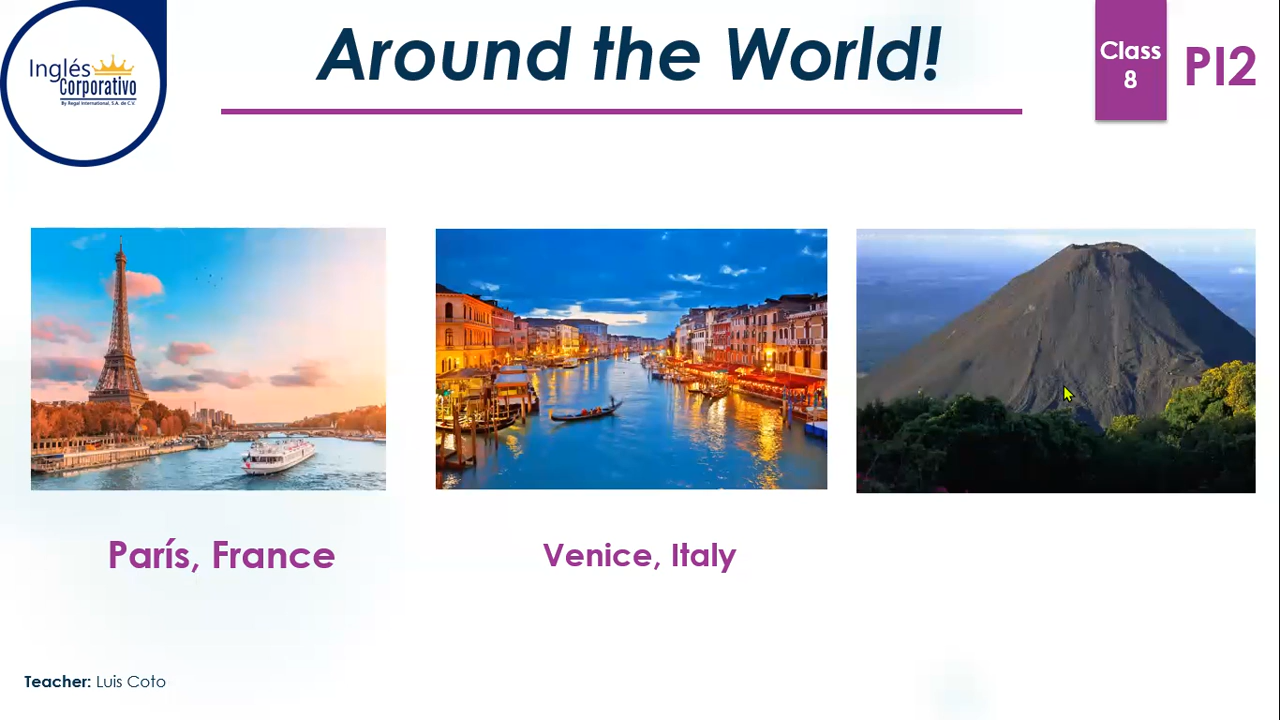 Inglés
Corporativo
By Regal International, S.A. de C.V.
Around the World!
Class
8
PI2
París, France
Venice, Italy
Teacher: Luis Coto